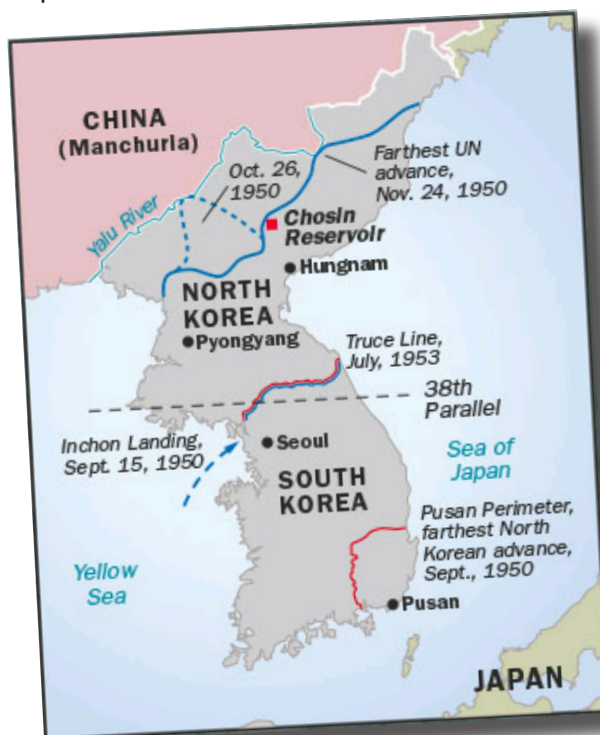 CHINA
(Manchurla)
Yalu River
Oct. 26,
1950
Farthest UN
advance,
Nov. 24, 1950
Chosin
Reservoir
Hungnam
NORTH
KOREA
Pyongyang
Truce Line,
July, 1953
38th
Parallel
Inchon Landing,
Sept. 15, 1950
Seoul
Sea of
Japan
SOUTH
KOREA
Pusan Perimeter,
farthest North
Korean advance,
Sept., 1950
Yellow
Sea
Pusan
JAPAN